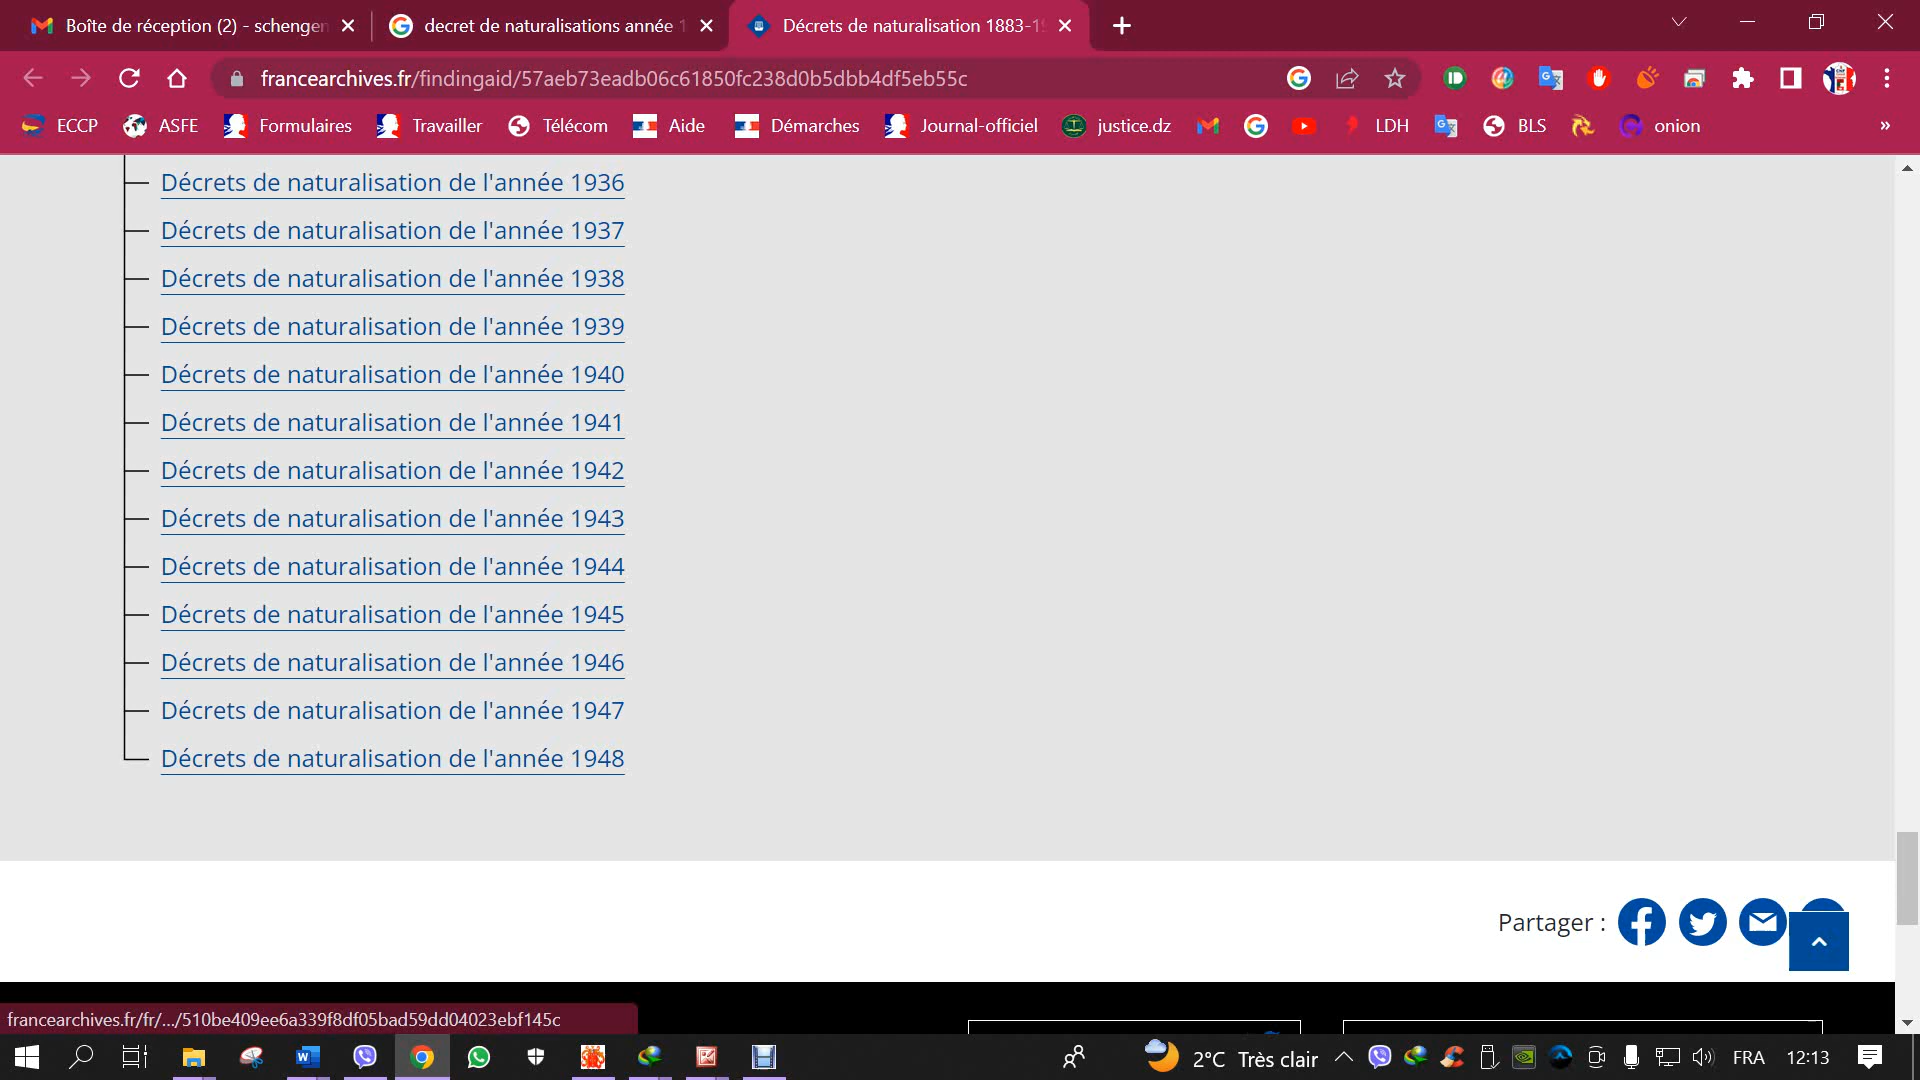 Boîte de réception (2) - schengen
decret de naturalisations année 1
Décrets de naturalisation 1883-19
francearchives.fr/findingaid/57aeb73eadb06c61850fc238d0b5dbb4df5eb55c
ECCP ASFE Formulaires Travailler Télécom Aide Démarches Journal-officiel justice.dz LDH BLS onion »
Décrets de naturalisation de l'année 1936
Décrets de naturalisation de l'année 1937
Décrets de naturalisation de l'année 1938
Décrets de naturalisation de l'année 1939
Décrets de naturalisation de l'année 1940
Décrets de naturalisation de l'année 1941
Décrets de naturalisation de l'année 1942
Décrets de naturalisation de l'année 1943
Décrets de naturalisation de l'année 1944
Décrets de naturalisation de l'année 1945
Décrets de naturalisation de l'année 1946
Décrets de naturalisation de l'année 1947
Décrets de naturalisation de l'année 1948
Partager :
francearchives.fr/fr/.../510be409ee6a339f8df05bad59dd04023ebf145c
2°C Très clair FRA 12:13